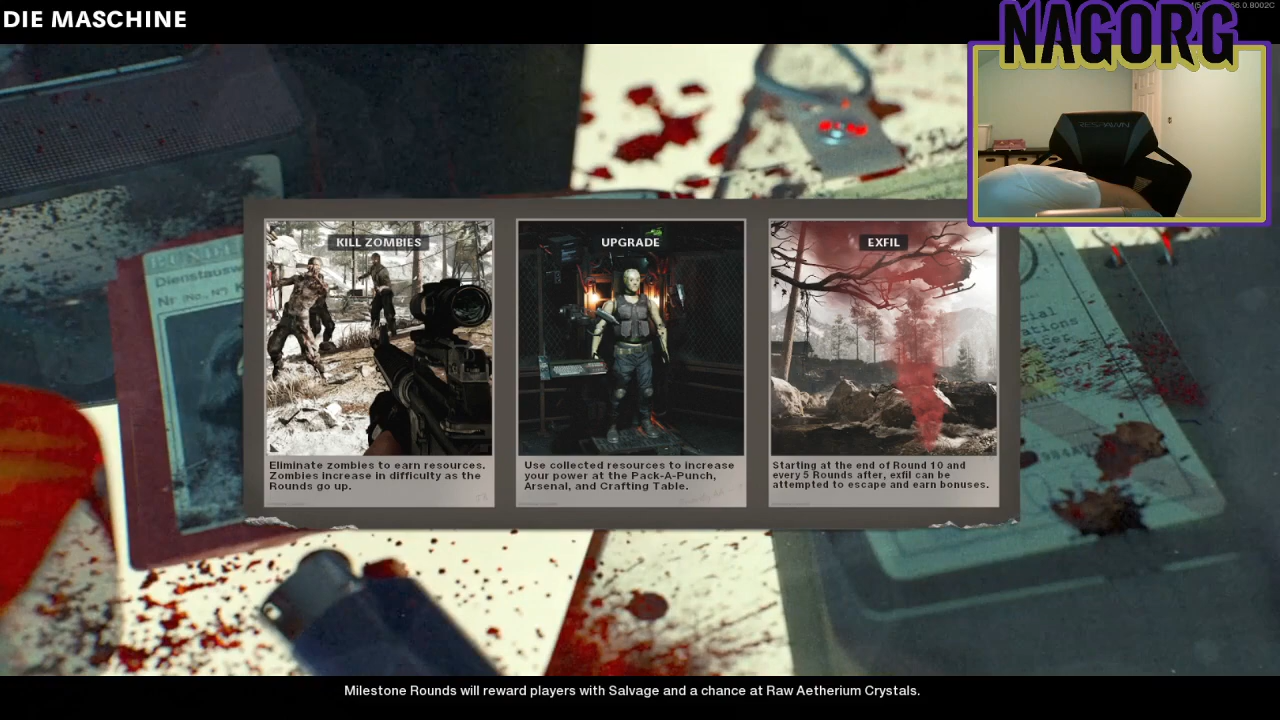 DIE MASCHINE
NAGORG
RESPAWN
KILL ZOMBIES
UPGRADE
EXFIL
Dienstausw
Eliminate zombies to earn resources.
Zombies increase in difficulty as the
Rounds go up.
Use collected resources to increase
your power at the Pack-A-Punch,
Arsenal, and Crafting Table.
Starting at the end of Round 10 and
every 5 Rounds after, exfil can be
attempted to escape and earn bonuses.
Milestone Rounds will reward players with Salvage and a chance at Raw Aetherium Crystals.